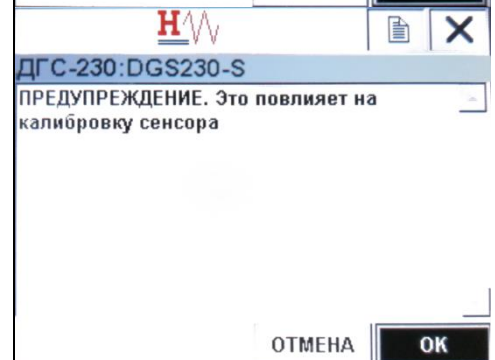 H
ДГС-230:DGS230-S
ПРЕДУПРЕЖДЕНИЕ. Это повлияет на
калибровку сенсора
ОТМЕНА OK